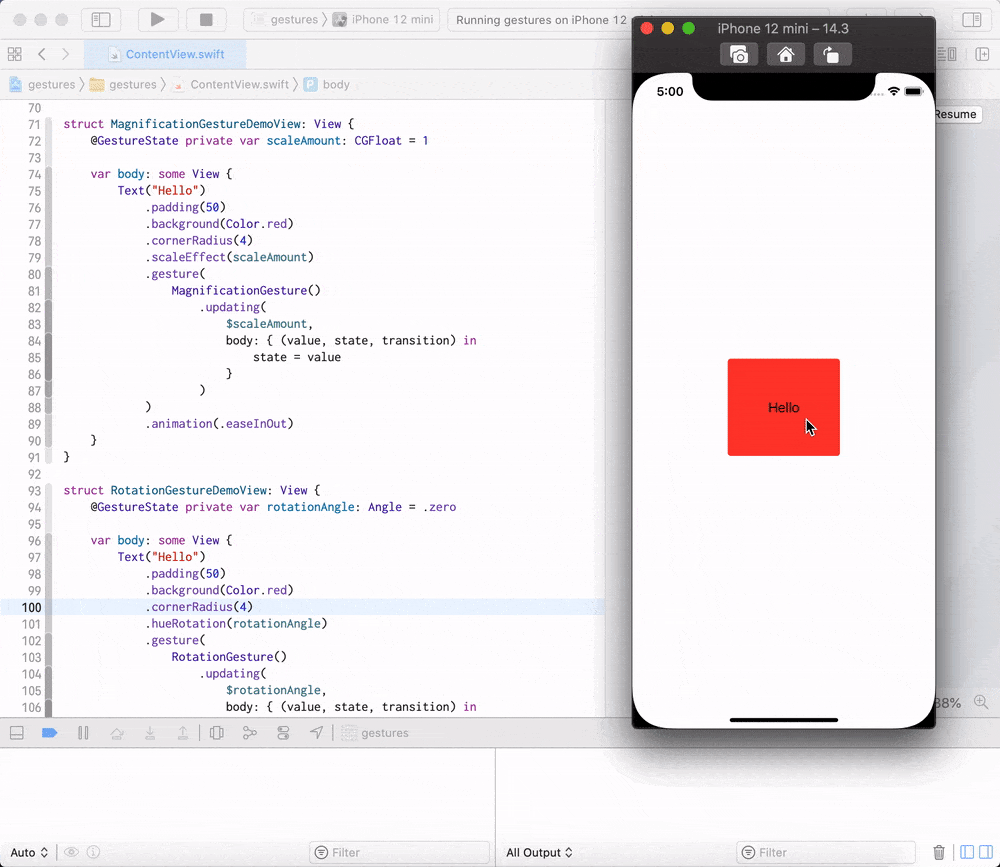 gestures
iPhone 12 mini
Running gestures on iPhone 12
iPhone 12 mini – 14.3
ContentView.swift
gestures
gestures
ContentView.swift
P
body
5:00
Resume
70
71 struct MagnificationGestureDemoView: View {
72 @GestureState private var scaleAmount: CGFloat = 1
73
74 var body: some View {
75 Text("Hello")
76 .padding(50)
77 .background(Color.red)
78 .cornerRadius(4)
79 .scaleEffect(scaleAmount)
80 .gesture(
81 MagnificationGesture()
82 .updating(
83 $scaleAmount,
84 body: { (value, state, transition) in
85 state = value
86 }
87 )
88 )
89 .animation(.easeInOut)
90 }
91 }
92
93 struct RotationGestureDemoView: View {
94 @GestureState private var rotationAngle: Angle = .zero
95
96 var body: some View {
97 Text("Hello")
98 .padding(50)
99 .background(Color.red)
100 .cornerRadius(4)
101 .hueRotation(rotationAngle)
102 .gesture(
103 RotationGesture()
104 .updating(
105 $rotationAngle,
106 body: { (value, state, transition) in
Hello
38%
gestures
Auto
Filter
All Output
Filter